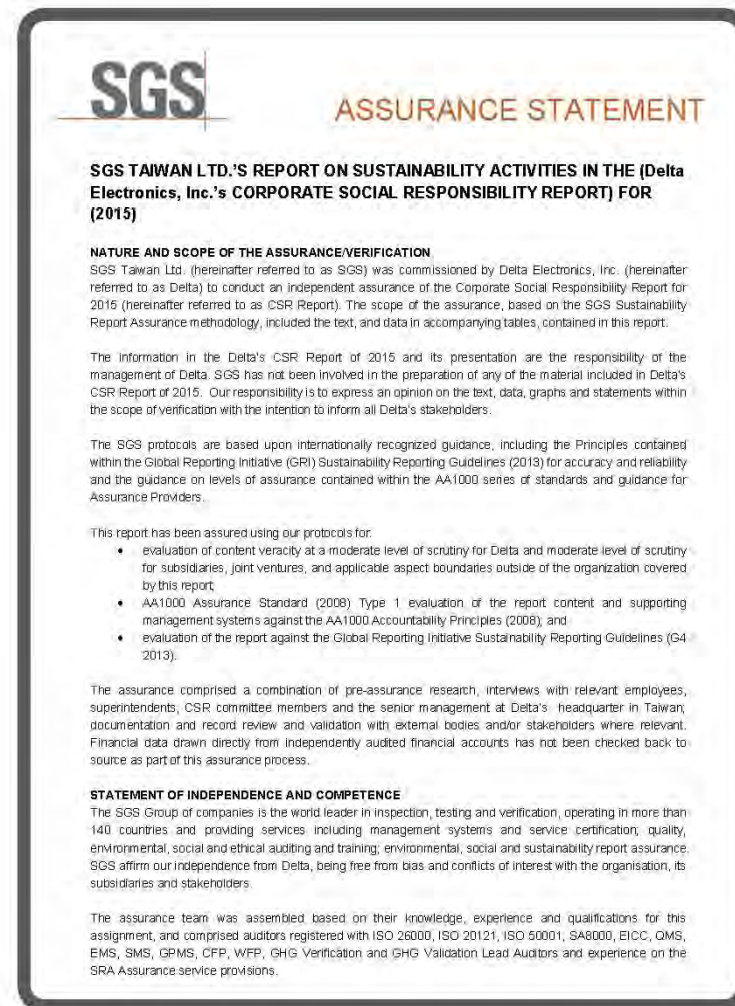 SGS
ASSURANCE STATEMENT
SGS TAIWAN LTD.'S REPORT ON SUSTAINABILITY ACTIVITIES IN THE (Delta
Electronics, Inc.'s CORPORATE SOCIAL RESPONSIBILITY REPORT) FOR
(2015)
NATURE AND SCOPE OF THE ASSURANCE/VERIFICATION
SGS Taiwan Ltd. (hereinafter referred to as SGS) was commissioned by Delta Electronics, Inc. (hereinafter
referred to as Delta) to conduct an independent assurance of the Corporate Social Responsibility Report for
2015 (hereinafter referred to as CSR Report). The scope of the assurance, based on the SGS Sustainability
Report Assurance methodology, included the text, and data in accompanying tables, contained in this report.
The information in the Delta's CSR Report of 2015 and its presentation are the responsibility of the
management of Delta. SGS has not been involved in the preparation of any of the material included in Delta's
CSR Report of 2015. Our responsibility is to express an opinion on the text, data, graphs and statements within
the scope of verification with the intention to inform all Delta's stakeholders.
The SGS protocols are based upon internationally recognized guidance, including the Principles contained
within the Global Reporting Initiative (GRI) Sustainability Reporting Guidelines (2013) for accuracy and reliability
and the guidance on levels of assurance contained within the AA1000 series of standards and guidance for
Assurance Providers.
This report has been assured using our protocols for:
• evaluation of content veracity at a moderate level of scrutiny for Delta and moderate level of scrutiny
for subsidiaries, joint ventures, and applicable aspect boundaries outside of the organization covered
by this report;
• AA1000 Assurance Standard (2008) Type 1 evaluation of the report content and supporting
management systems against the AA1000 Accountability Principles (2008); and
• evaluation of the report against the Global Reporting Initiative Sustainability Reporting Guidelines (G4
2013).
The assurance comprised a combination of pre-assurance research, interviews with relevant employees,
superintendents, CSR committee members and the senior management at Delta's headquarter in Taiwan;
documentation and record review and validation with external bodies and/or stakeholders where relevant.
Financial data drawn directly from independently audited financial accounts has not been checked back to
source as part of this assurance process.
STATEMENT OF INDEPENDENCE AND COMPETENCE
The SGS Group of companies is the world leader in inspection, testing and verification, operating in more than
140 countries and providing services including management systems and service certification; quality,
environmental, social and ethical auditing and training; environmental, social and sustainability report assurance.
SGS affirm our independence from Delta, being free from bias and conflicts of interest with the organisation, its
subsidiaries and stakeholders.
The assurance team was assembled based on their knowledge, experience and qualifications for this
assignment, and comprised auditors registered with ISO 26000, ISO 20121, ISO 50001, SA8000, EICC, QMS,
EMS, SMS, GPMS, CFP, WFP, GHG Verification and GHG Validation Lead Auditors and experience on the
SRA Assurance service provisions.